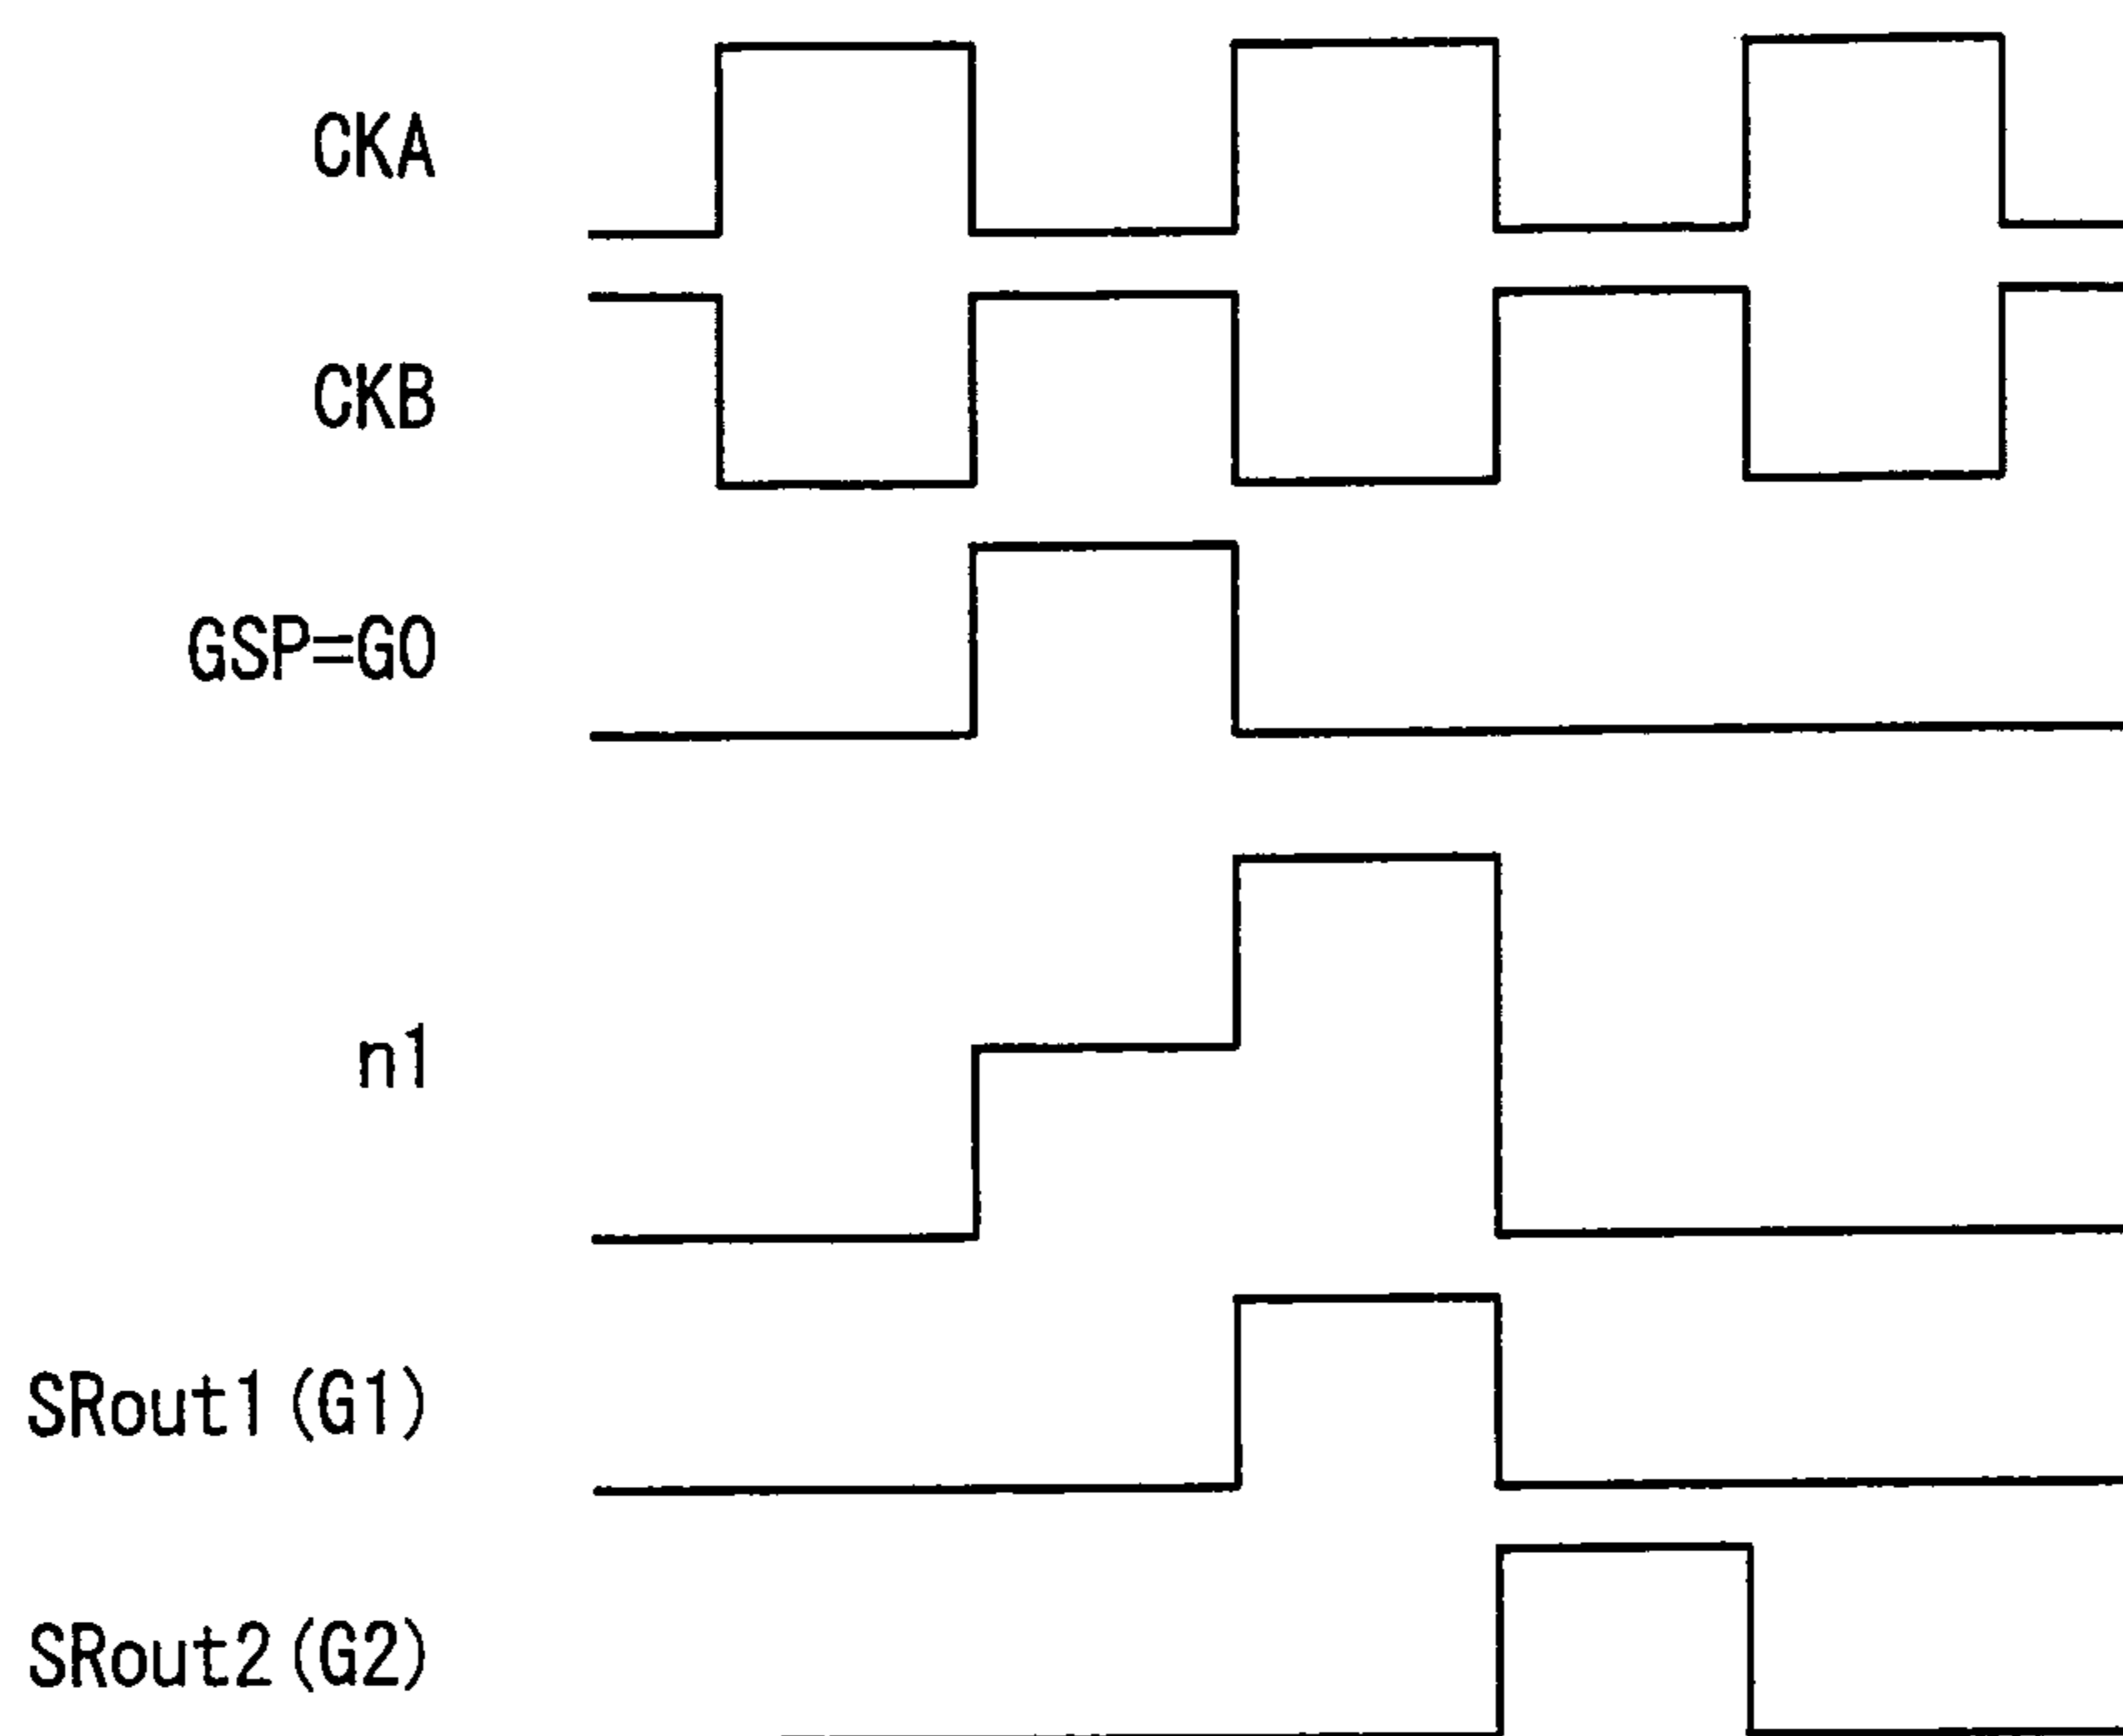 CKA
CKB
GSP=G0
n1
SRout1(G1)
SRout2(G2)